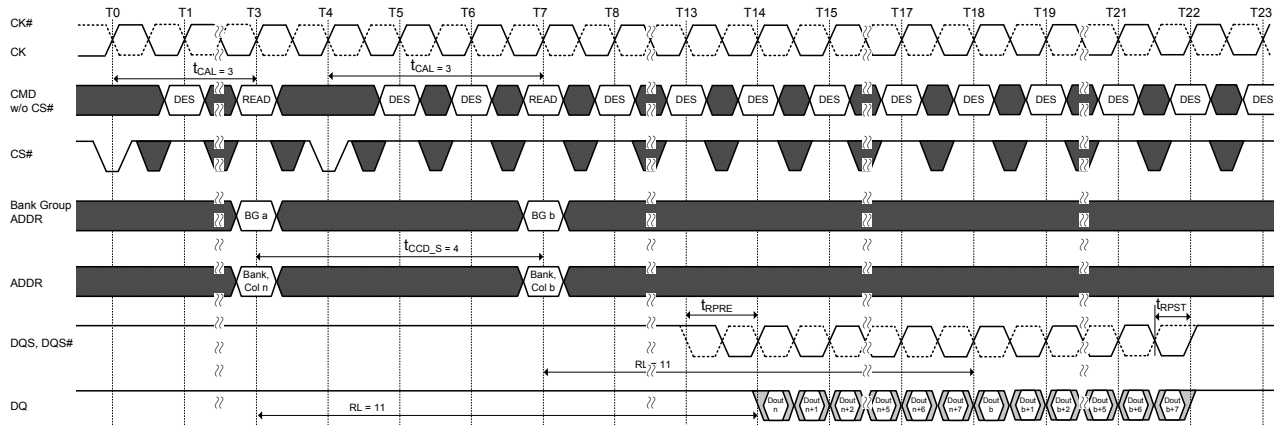 T0 T1 T3 T4 T5 T6 T7 T8 T13 T14 T15 T17 T18 T19 T21 T22 T23
CK#
CK
tCAL = 3 tCAL = 3
CMD
w/o CS#
DES READ DES DES READ DES DES DES DES DES DES DES DES DES DES
CS#
Bank Group
ADDR
BG a BG b
tCCD_S = 4
ADDR
Bank,
Col n
Bank,
Col b
tRPRE tRPST
DQS, DQS#
RL = 11
DQ
RL = 11
Dout
n
Dout
n+1
Dout
n+2
Dout
n+5
Dout
n+6
Dout
n+7
Dout
b
Dout
b+1
Dout
b+2
Dout
b+5
Dout
b+6
Dout
b+7